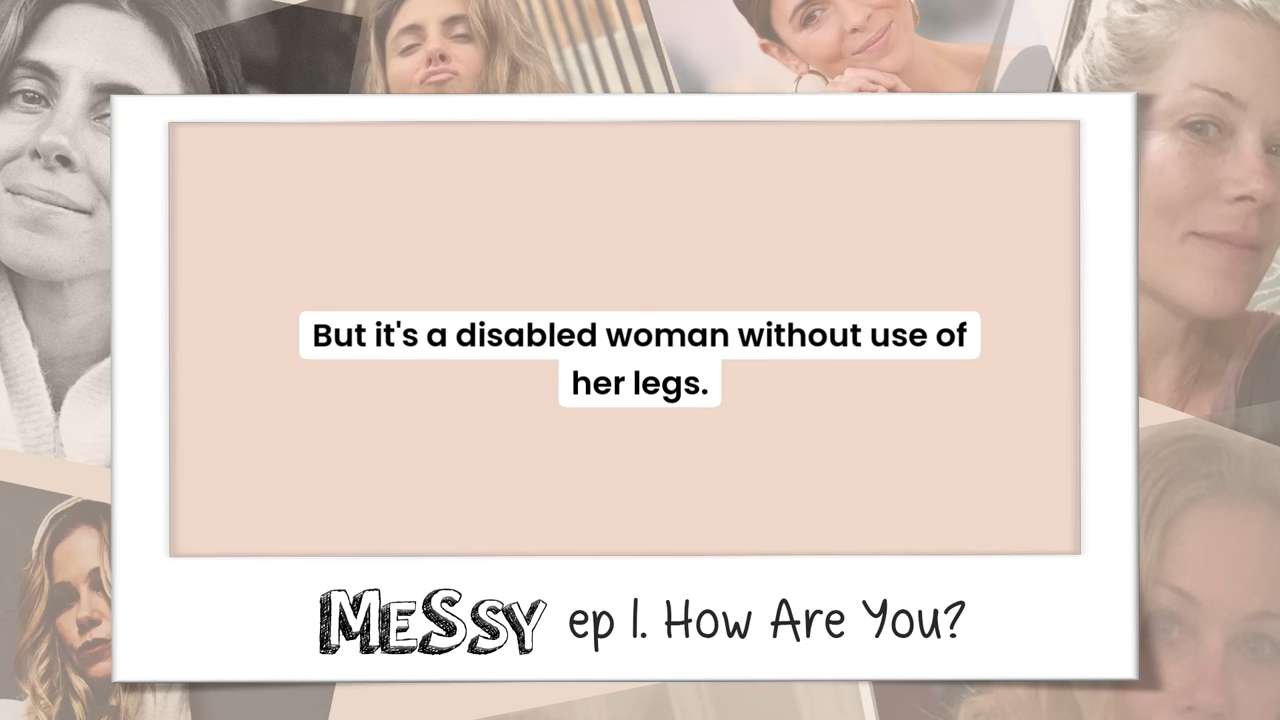 But it's a disabled woman without use of
her legs.
MeSSY ep 1. How Are You?